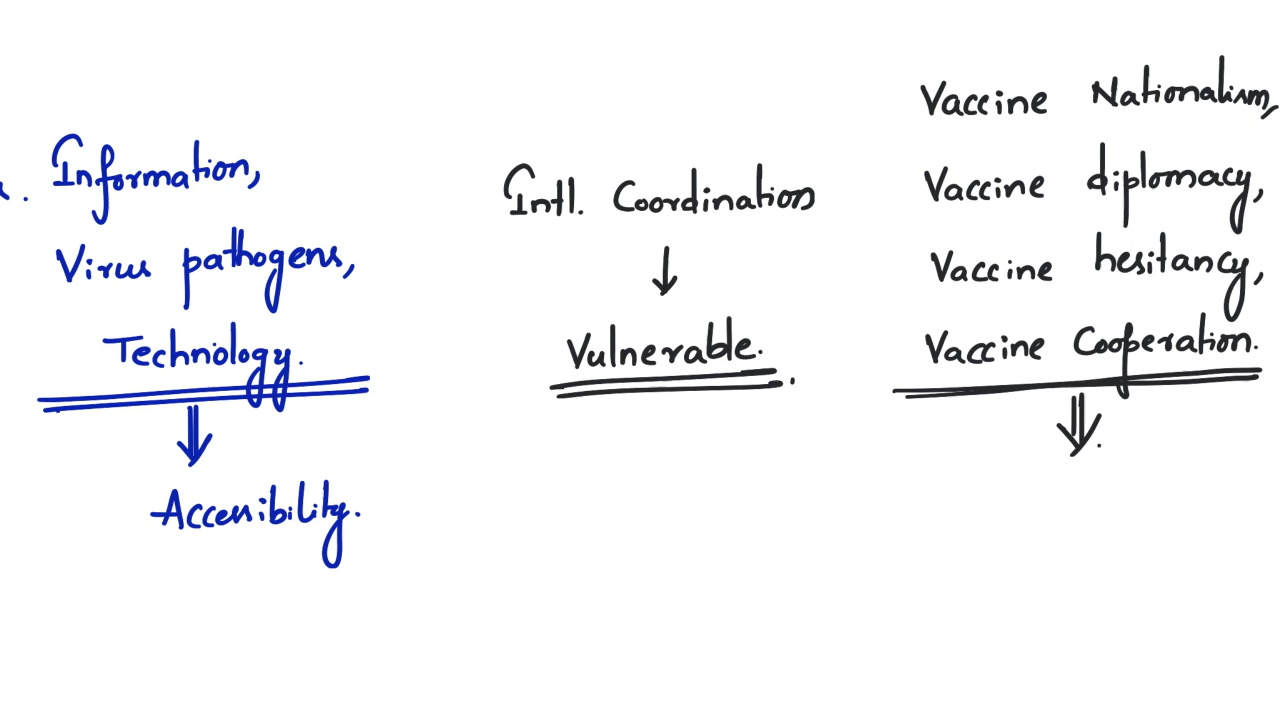 Information,
Virus pathogens,
Technology.
Accessibility.
Intl. Coordination
Vulnerable.
Vaccine Nationalism,
Vaccine diplomacy,
Vaccine hesitancy,
Vaccine Cooperation.